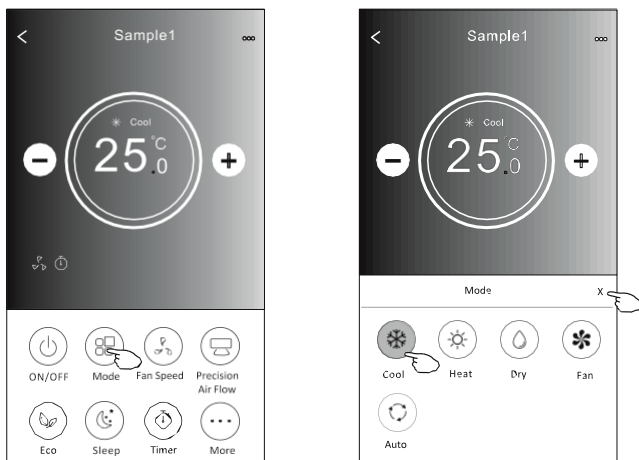 Sample1
Cool
25.0°C
ON/OFF
Mode
Fan Speed
Precision
Air Flow
Eco
Sleep
Timer
More
Sample1
Cool
25.0°C
Mode
X
Cool
Heat
Dry
Fan
Auto